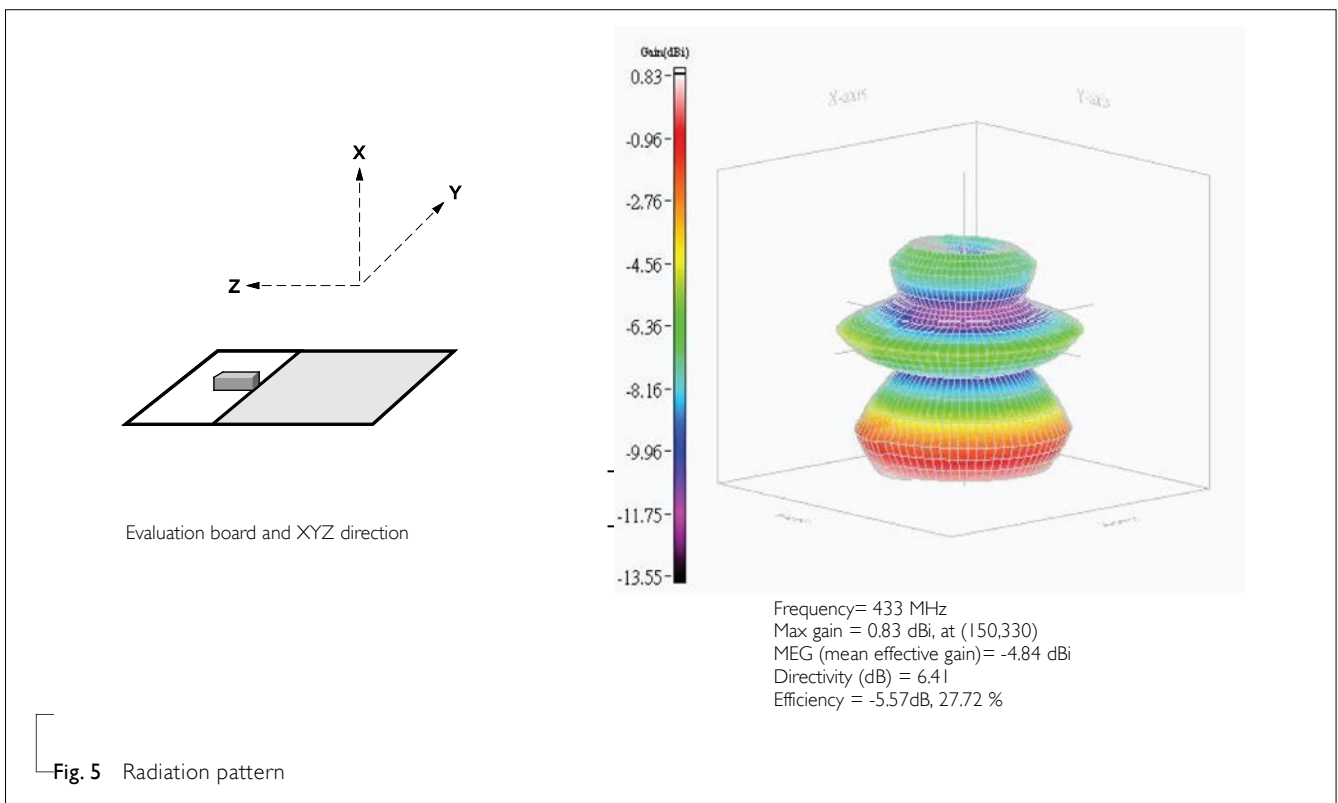 X
Y
Z
Evaluation board and XYZ direction
Gain(dBi)
0.83
-0.96
-2.76
-4.56
-6.36
-8.16
-9.96
-11.75
-13.55
X-axis
Y-axis
Frequency= 433 MHz
Max gain = 0.83 dBi, at (150,330)
MEG (mean effective gain)= -4.84 dBi
Directivity (dB) = 6.41
Efficiency = -5.57dB, 27.72 %
Fig. 5 Radiation pattern